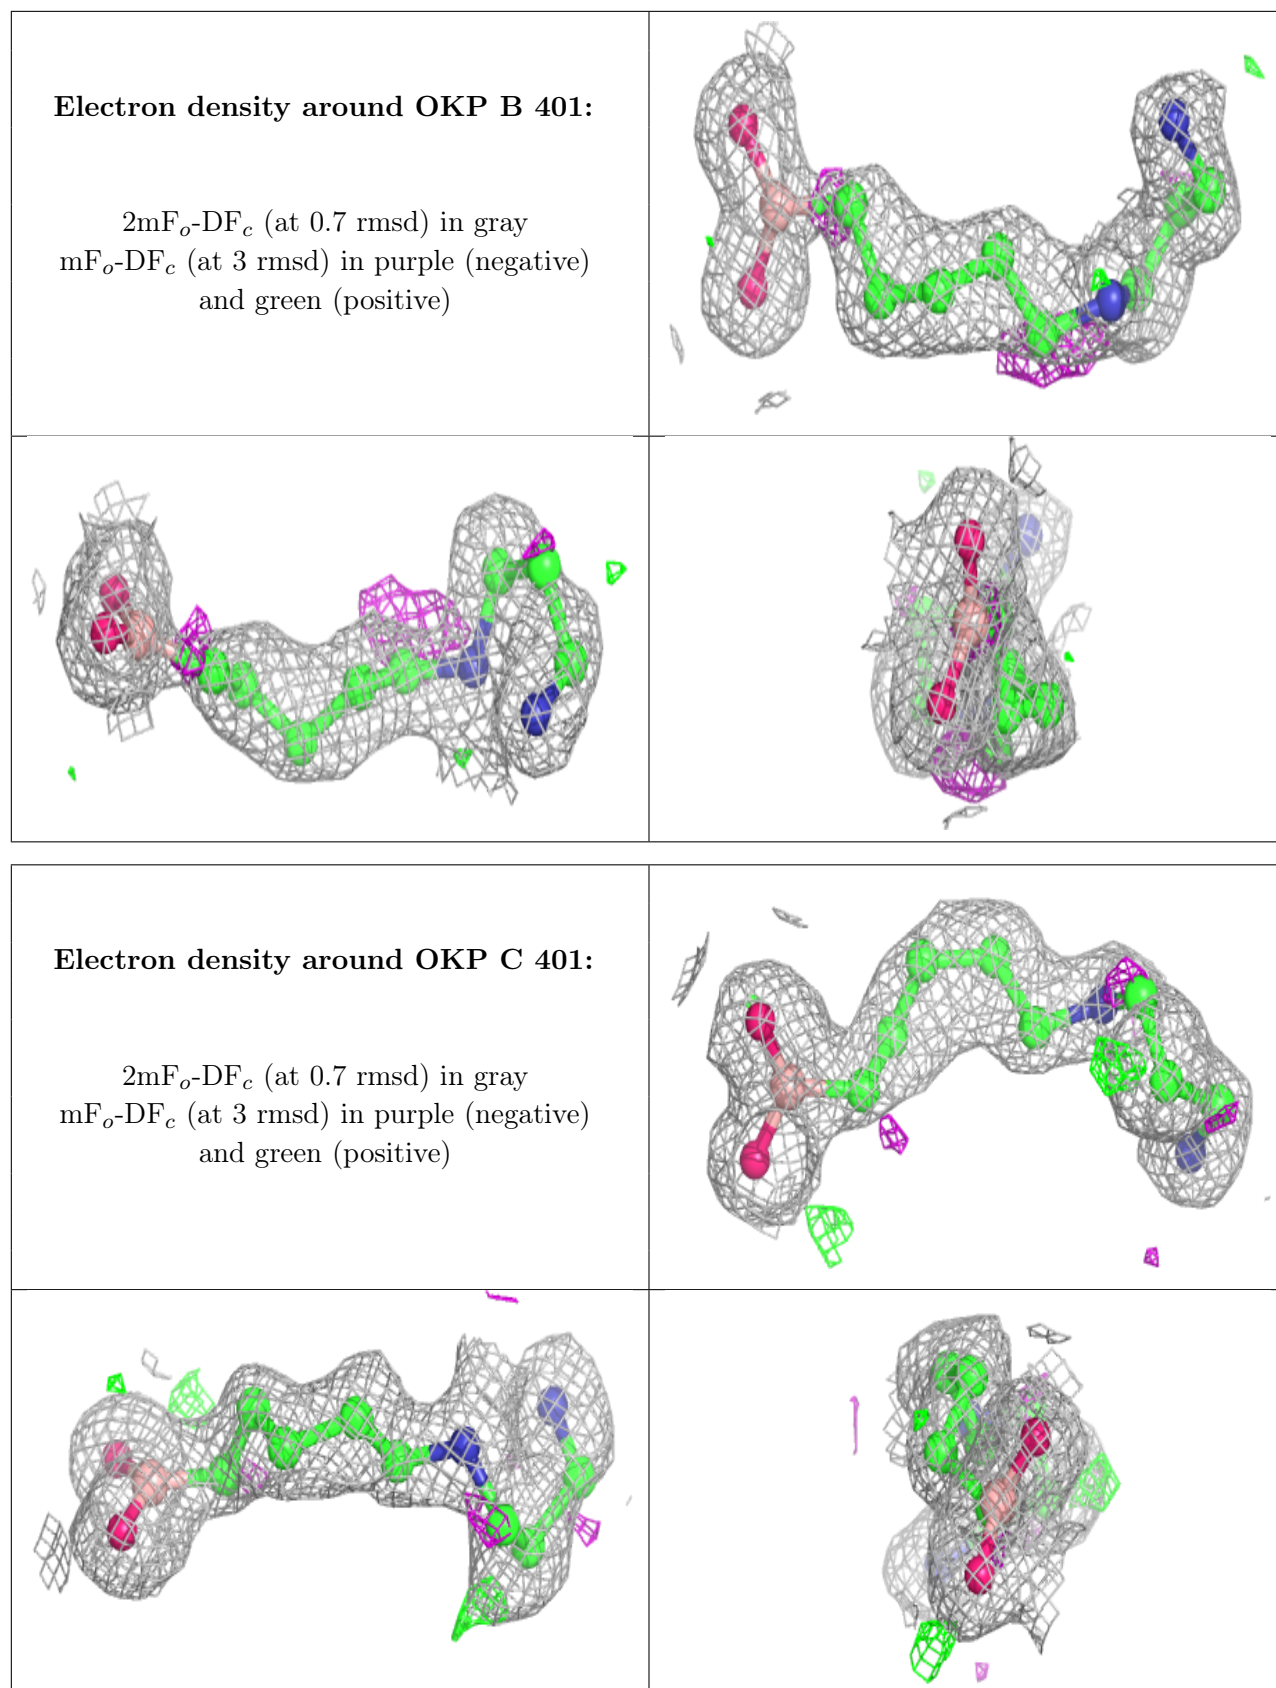 Electron density around OKP B 401:
2mFo-DFc (at 0.7 rmsd) in gray
mFo-DFc (at 3 rmsd) in purple (negative)
and green (positive)
Electron density around OKP C 401:
2mFo-DFc (at 0.7 rmsd) in gray
mFo-DFc (at 3 rmsd) in purple (negative)
and green (positive)